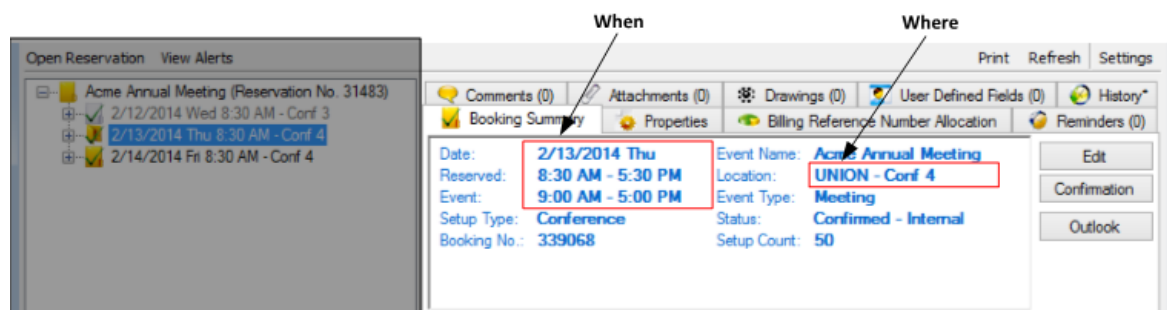 When Where
Open Reservation View Alerts Print Refresh Settings
Acme Annual Meeting (Reservation No. 31483)
2/12/2014 Wed 8:30 AM - Conf 3
2/13/2014 Thu 8:30 AM - Conf 4
2/14/2014 Fri 8:30 AM - Conf 4
Comments (0) Attachments (0) Drawings (0) User Defined Fields (0) History*
Booking Summary Properties Billing Reference Number Allocation Reminders (0)
Date: 2/13/2014 Thu Event Name: Acme Annual Meeting Edit
Reserved: 8:30 AM - 5:30 PM Location: UNION - Conf 4 Confirmation
Event: 9:00 AM - 5:00 PM Event Type: Meeting
Setup Type: Conference Status: Confirmed - Internal Outlook
Booking No.: 339068 Setup Count: 50